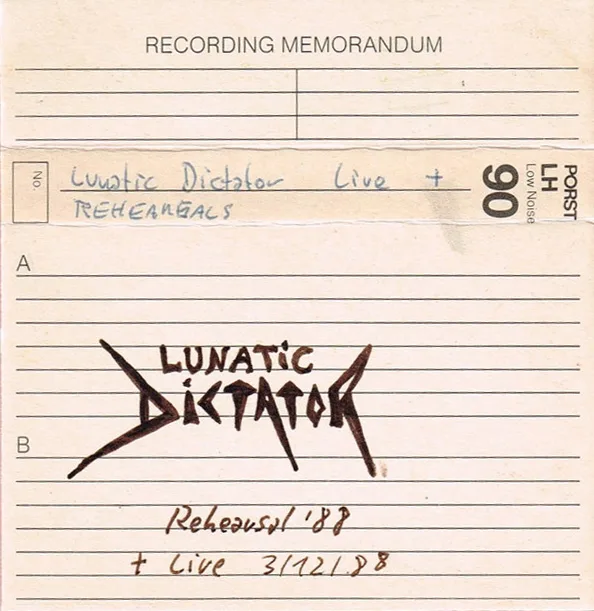 RECORDING MEMORANDUM
No.
Lunatic Dictator Live +
REHEARSALS
PORST
LH
Low Noise
90
A
LUNATiC
DiCTATOR
B
Rehearsal '88
+ Live 3/12/88